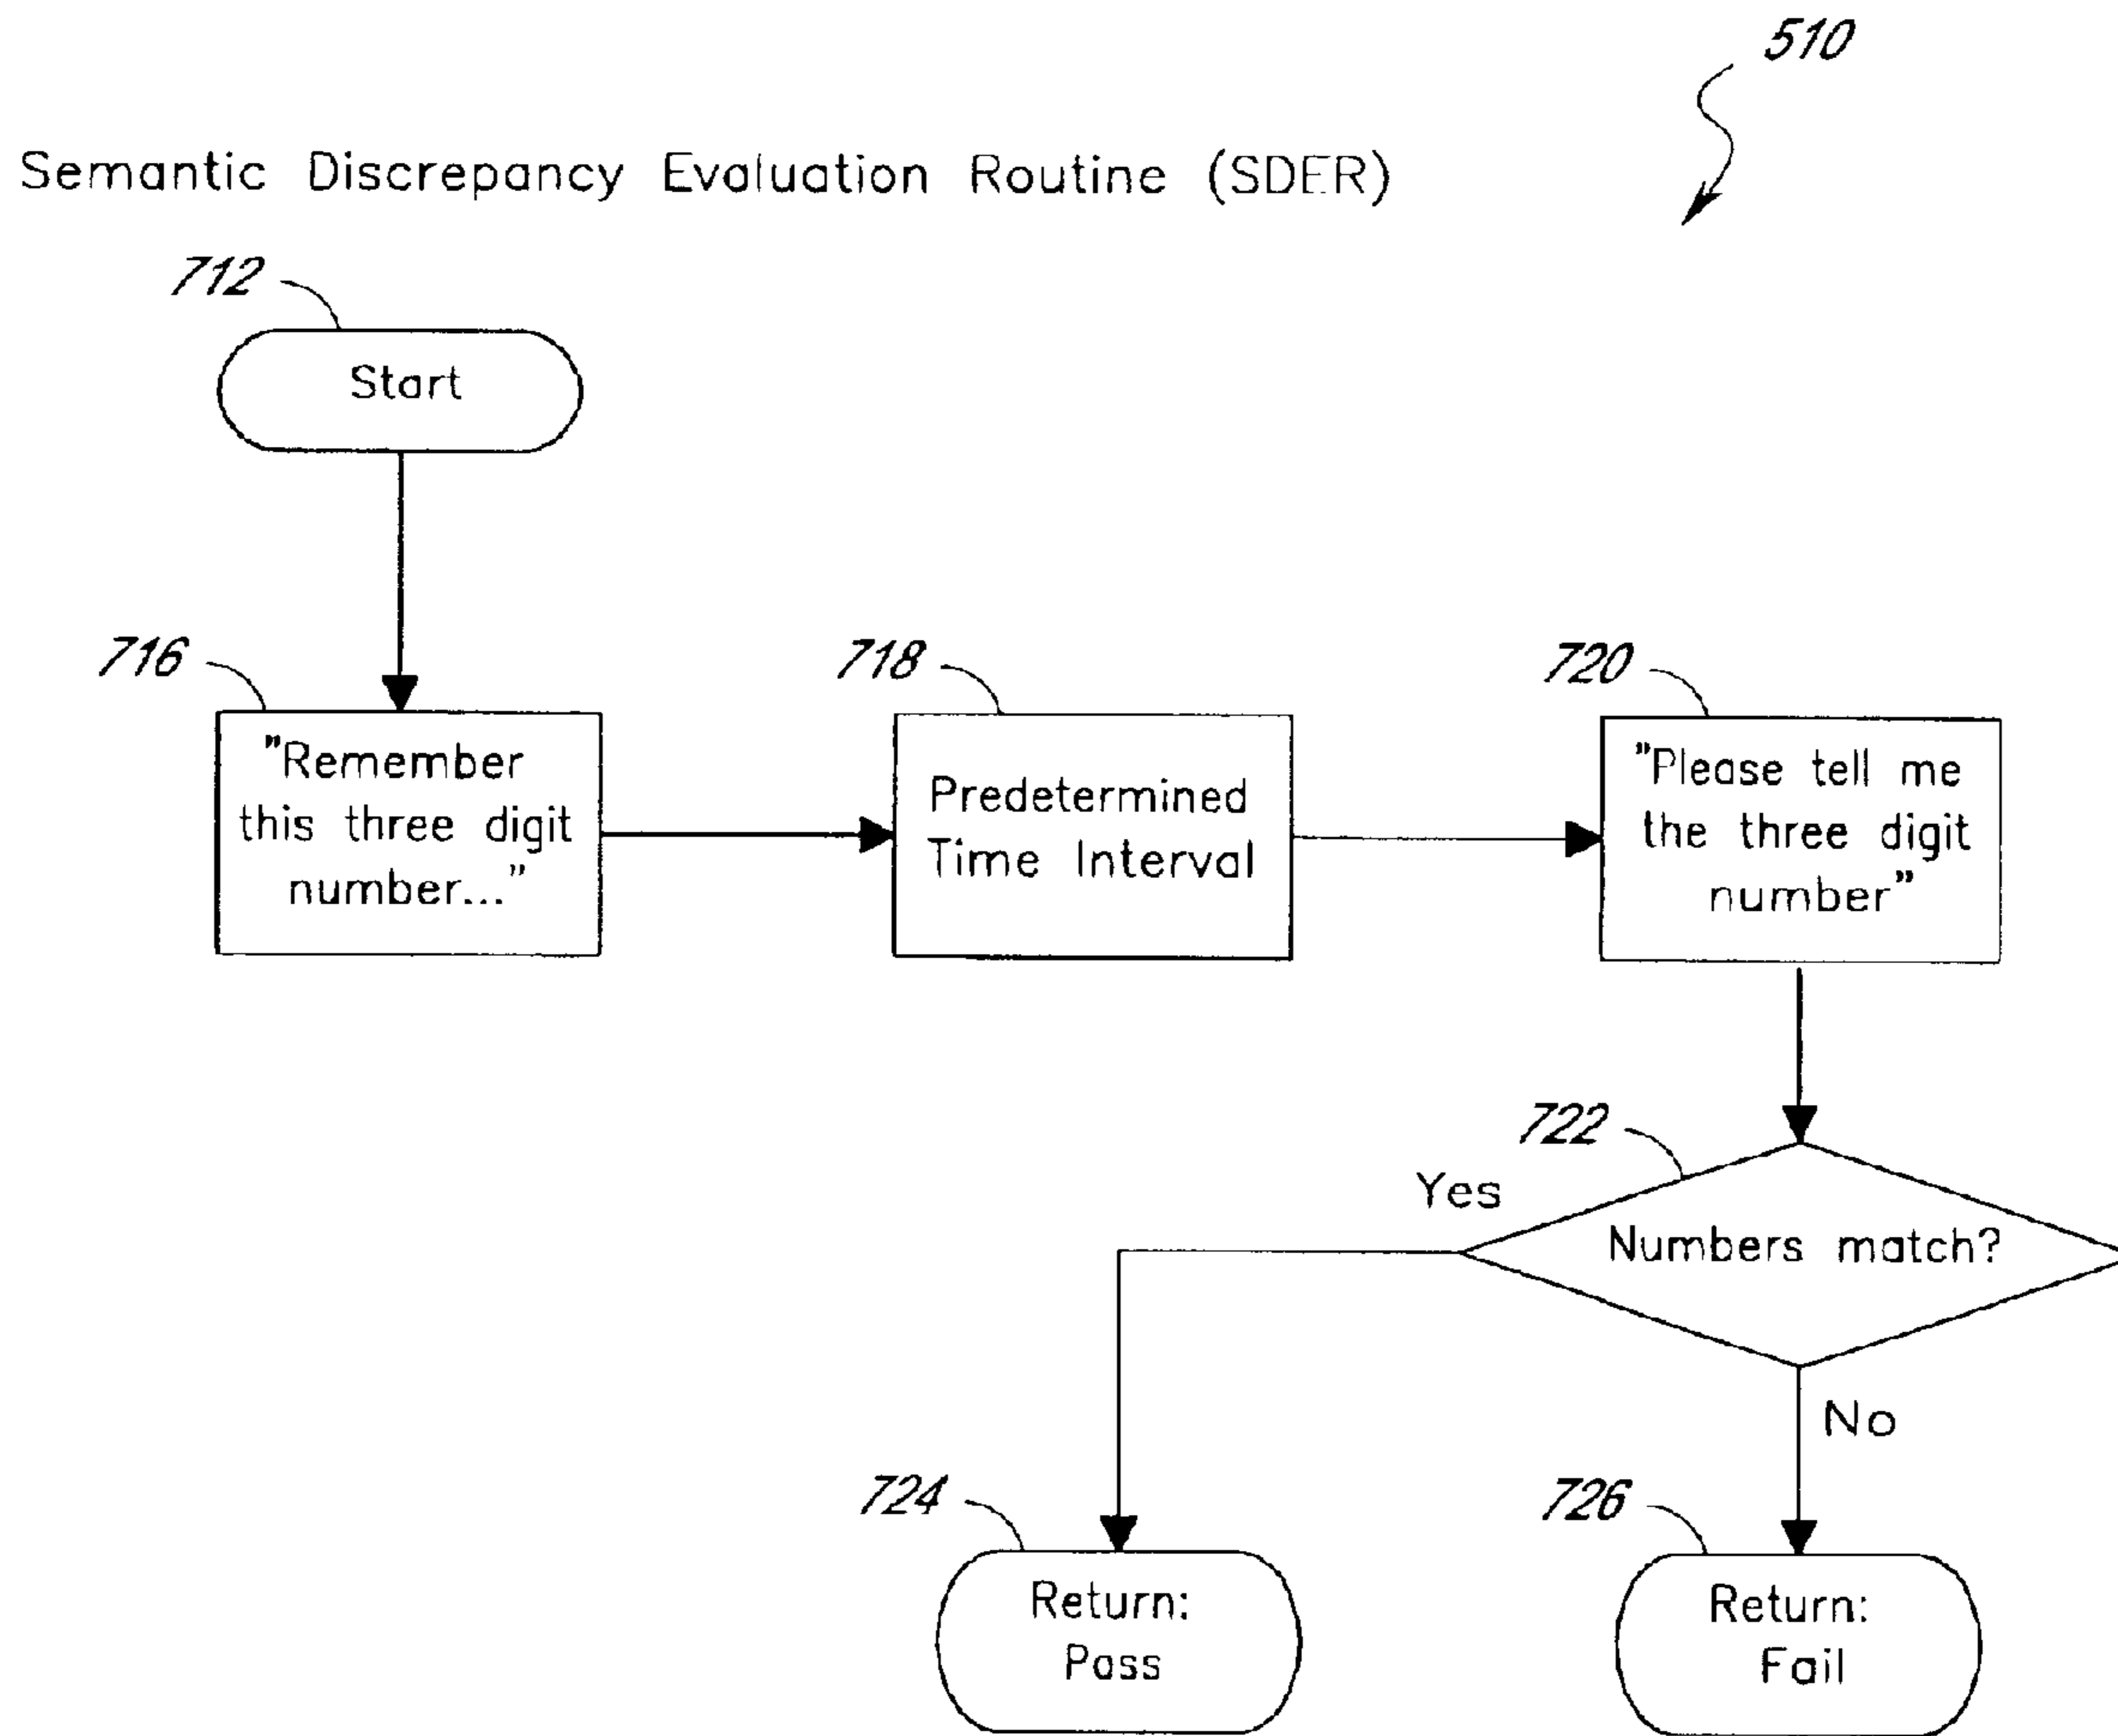 510
Semantic Discrepancy Evaluation Routine (SDER)
712
Start
716
"Remember
this three digit
number..."
718
Predetermined
Time Interval
720
"Please tell me
the three digit
number"
722
Yes
Numbers match?
No
724
Return:
Pass
726
Return:
Fail